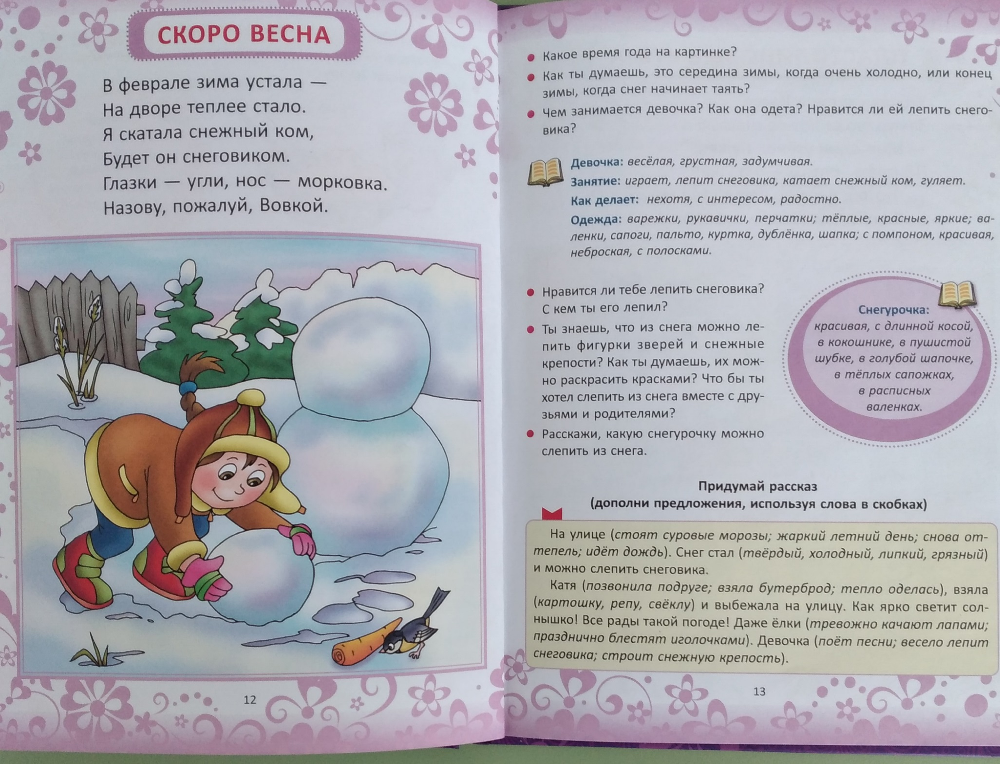 СКОРО ВЕСНА
В феврале зима устала —
На дворе теплее стало.
Я скатала снежный ком,
Будет он снеговиком.
Глазки — угли, нос — морковка.
Назову, пожалуй, Вовкой.
12
Какое время года на картинке?
Как ты думаешь, это середина зимы, когда очень холодно, или конец
зимы, когда снег начинает таять?
Чем занимается девочка? Как она одета? Нравится ли ей лепить снего-
вика?
Девочка: весёлая, грустная, задумчивая.
Занятие: играет, лепит снеговика, катает снежный ком, гуляет.
Как делает: нехотя, с интересом, радостно.
Одежда: варежки, рукавички, перчатки; тёплые, красные, яркие; ва-
ленки, сапоги, пальто, куртка, дублёнка, шапка; с помпоном, красивая,
неброская, с полосками.
Нравится ли тебе лепить снеговика?
С кем ты его лепил?
Ты знаешь, что из снега можно ле-
пить фигурки зверей и снежные
крепости? Как ты думаешь, их мож-
но раскрасить красками? Что бы ты
хотел слепить из снега вместе с дру-
зьями и родителями?
Расскажи, какую снегурочку можно
слепить из снега.
Снегурочка:
красивая, с длинной косой,
в кокошнике, в пушистой
шубке, в голубой шапочке,
в тёплых сапожках,
в расписных
валенках.
Придумай рассказ
(дополни предложения, используя слова в скобках)
На улице (стоят суровые морозы; жаркий летний день; снова от-
тепель; идёт дождь). Снег стал (твёрдый, холодный, липкий, грязный)
и можно слепить снеговика.
Катя (позвонила подруге; взяла бутерброд; тепло оделась), взяла
(картошку, репу, свёклу) и выбежала на улицу. Как ярко светит сол-
нышко! Все рады такой погоде! Даже ёлки (тревожно качают лапами;
празднично блестят иголочками). Девочка (поёт песни; весело лепит
снеговика; строит снежную крепость).
13